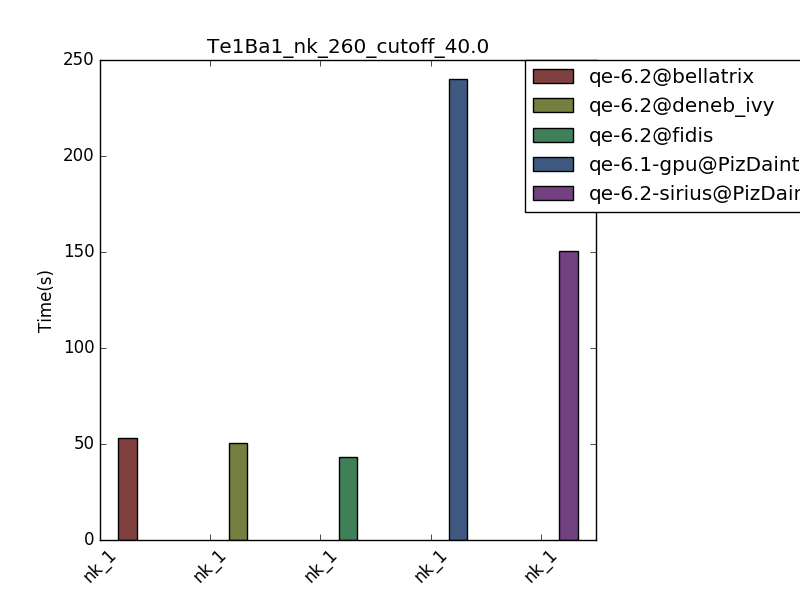 Te1Ba1_nk_260_cutoff_40.0
250
200
150
100
50
0
Time(s)
nk_1
nk_1
nk_1
nk_1
nk_1
qe-6.2@bellatrix
qe-6.2@deneb_ivy
qe-6.2@fidis
qe-6.1-gpu@PizDaint
qe-6.2-sirius@PizDai